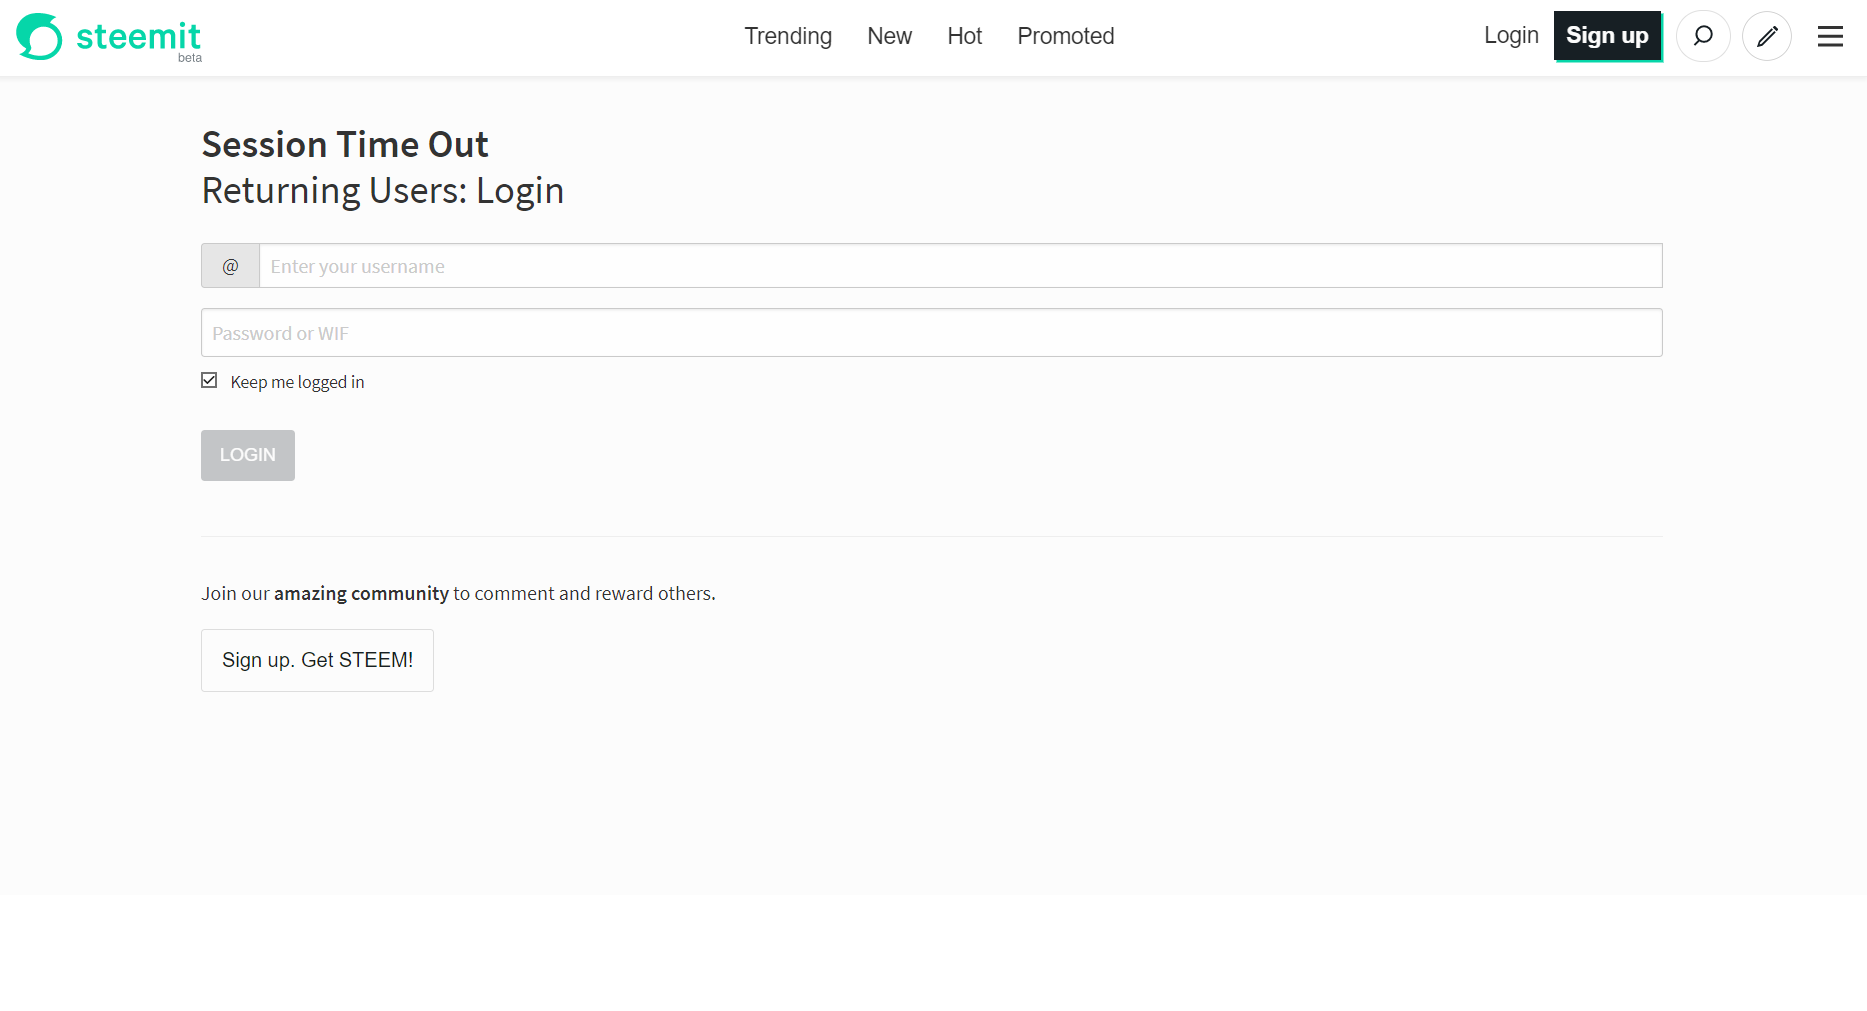 steemit
beta
Trending New Hot Promoted
Login Sign up
Session Time Out
Returning Users: Login
@ Enter your username
Password or WIF
Keep me logged in
LOGIN
Join our amazing community to comment and reward others.
Sign up. Get STEEM!